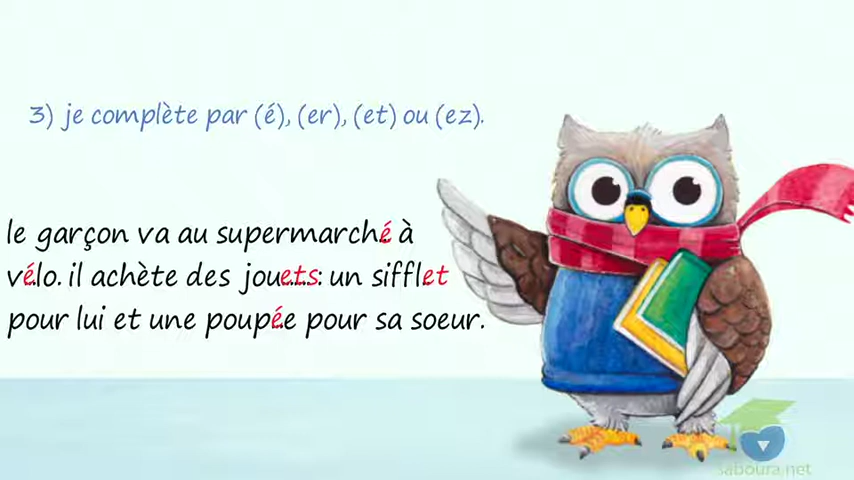 3) je complète par (é), (er), (et) ou (ez).
le garçon va au supermarché à
vélo. il achète des jouets: un sifflet
pour lui et une poupée pour sa soeur.
saboura.net